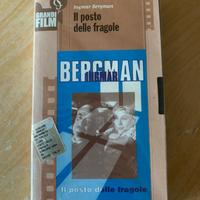 GRANDI
FILM
Ingmar Bergman
Il posto
delle fragole
BERGMAN
INGMAR
Il posto delle fragole